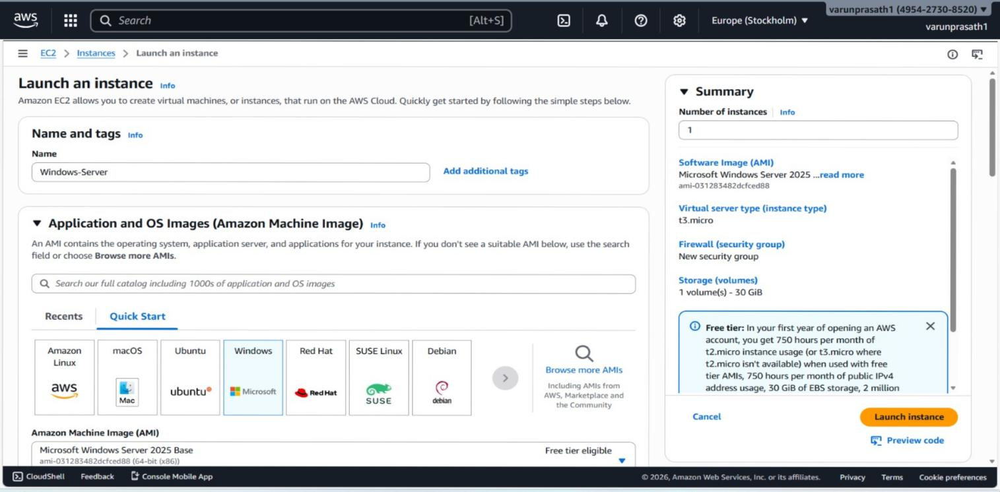 aws
Search
[Alt+S]
Europe (Stockholm)
varunprasath1 (4954-2730-8520)
varunprasath1
EC2 > Instances > Launch an instance
Launch an instance Info
Amazon EC2 allows you to create virtual machines, or instances, that run on the AWS Cloud. Quickly get started by following the simple steps below.
Name and tags Info
Name
Windows-Server
Add additional tags
Application and OS Images (Amazon Machine Image) Info
An AMI contains the operating system, application server, and applications for your instance. If you don't see a suitable AMI below, use the search
field or choose Browse more AMIs.
Search our full catalog including 1000s of application and OS images
Recents
Quick Start
Amazon
Linux
aws
macOS
Mac
Ubuntu
ubuntu
Windows
Microsoft
Red Hat
Red Hat
SUSE Linux
SUSE
Debian
debian
Browse more AMIs
Including AMIs from
AWS, Marketplace and
the Community
Amazon Machine Image (AMI)
Microsoft Windows Server 2025 Base
Free tier eligible
ami-031283482dcfced88 (64-bit (x86))
Summary
Number of instances Info
1
Software Image (AMI)
Microsoft Windows Server 2025 ...read more
ami-031283482dcfced88
Virtual server type (instance type)
t3.micro
Firewall (security group)
New security group
Storage (volumes)
1 volume(s) - 30 GiB
Free tier: In your first year of opening an AWS
account, you get 750 hours per month of
t2.micro instance usage (or t3.micro where
t2.micro isn't available) when used with free
tier AMIs, 750 hours per month of public IPv4
address usage, 30 GiB of EBS storage, 2 million
Cancel
Launch instance
Preview code
CloudShell
Feedback
Console Mobile App
© 2026, Amazon Web Services, Inc. or its affiliates.
Privacy
Terms
Cookie preferences